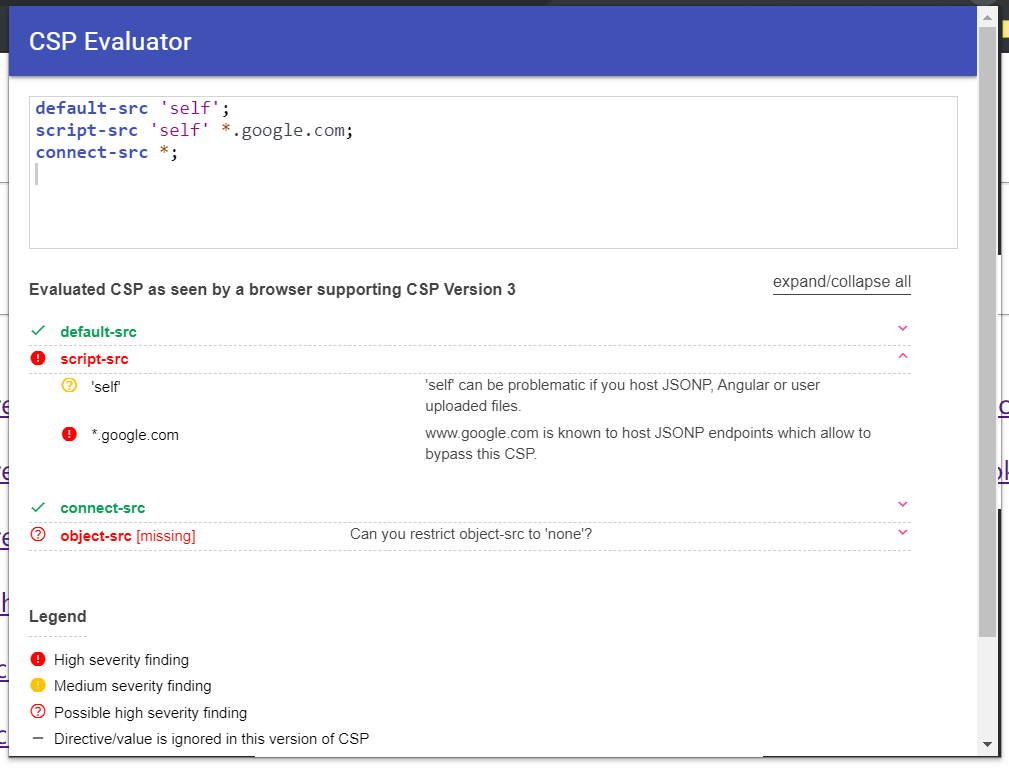 CSP Evaluator
default-src 'self';
script-src 'self' *.google.com;
connect-src *;
Evaluated CSP as seen by a browser supporting CSP Version 3
expand/collapse all
default-src
script-src
'self'
'self' can be problematic if you host JSONP, Angular or user
uploaded files.
*.google.com
www.google.com is known to host JSONP endpoints which allow to
bypass this CSP.
connect-src
object-src [missing]
Can you restrict object-src to 'none'?
Legend
High severity finding
Medium severity finding
Possible high severity finding
Directive/value is ignored in this version of CSP